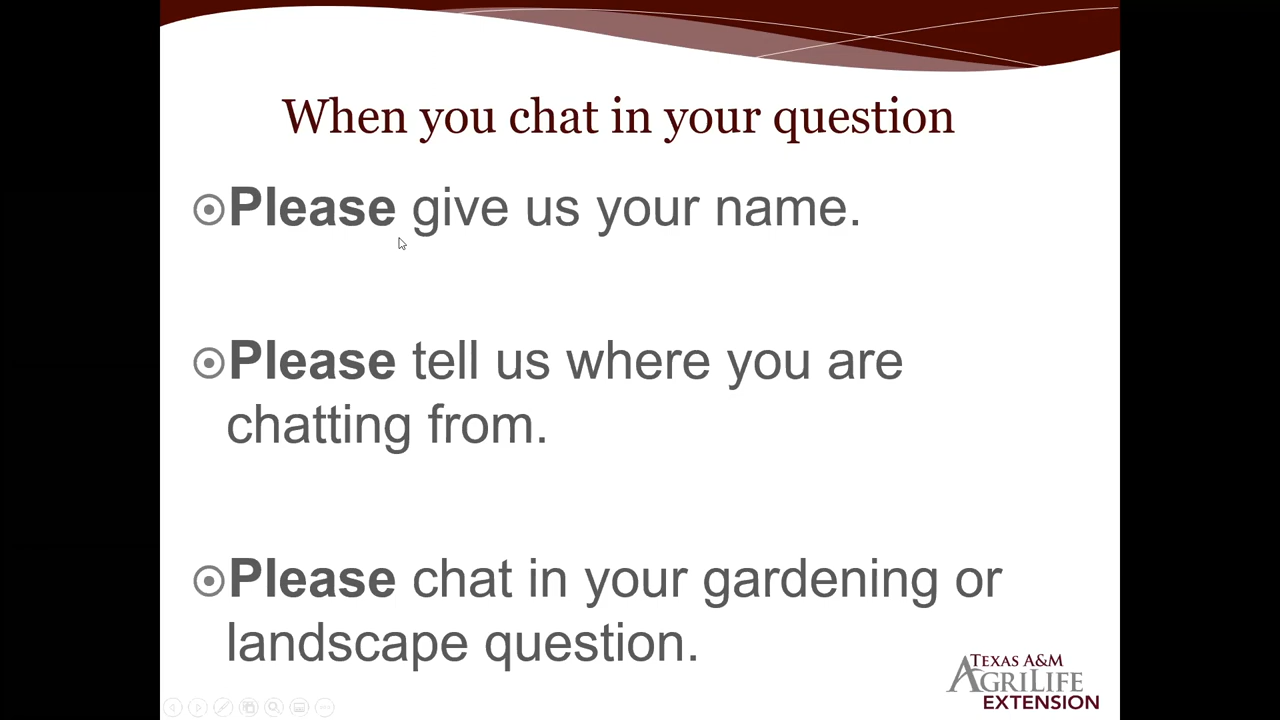 When you chat in your question
Please give us your name.
Please tell us where you are
chatting from.
Please chat in your gardening or
landscape question.
TEXAS A&M
AGRILIFE
EXTENSION